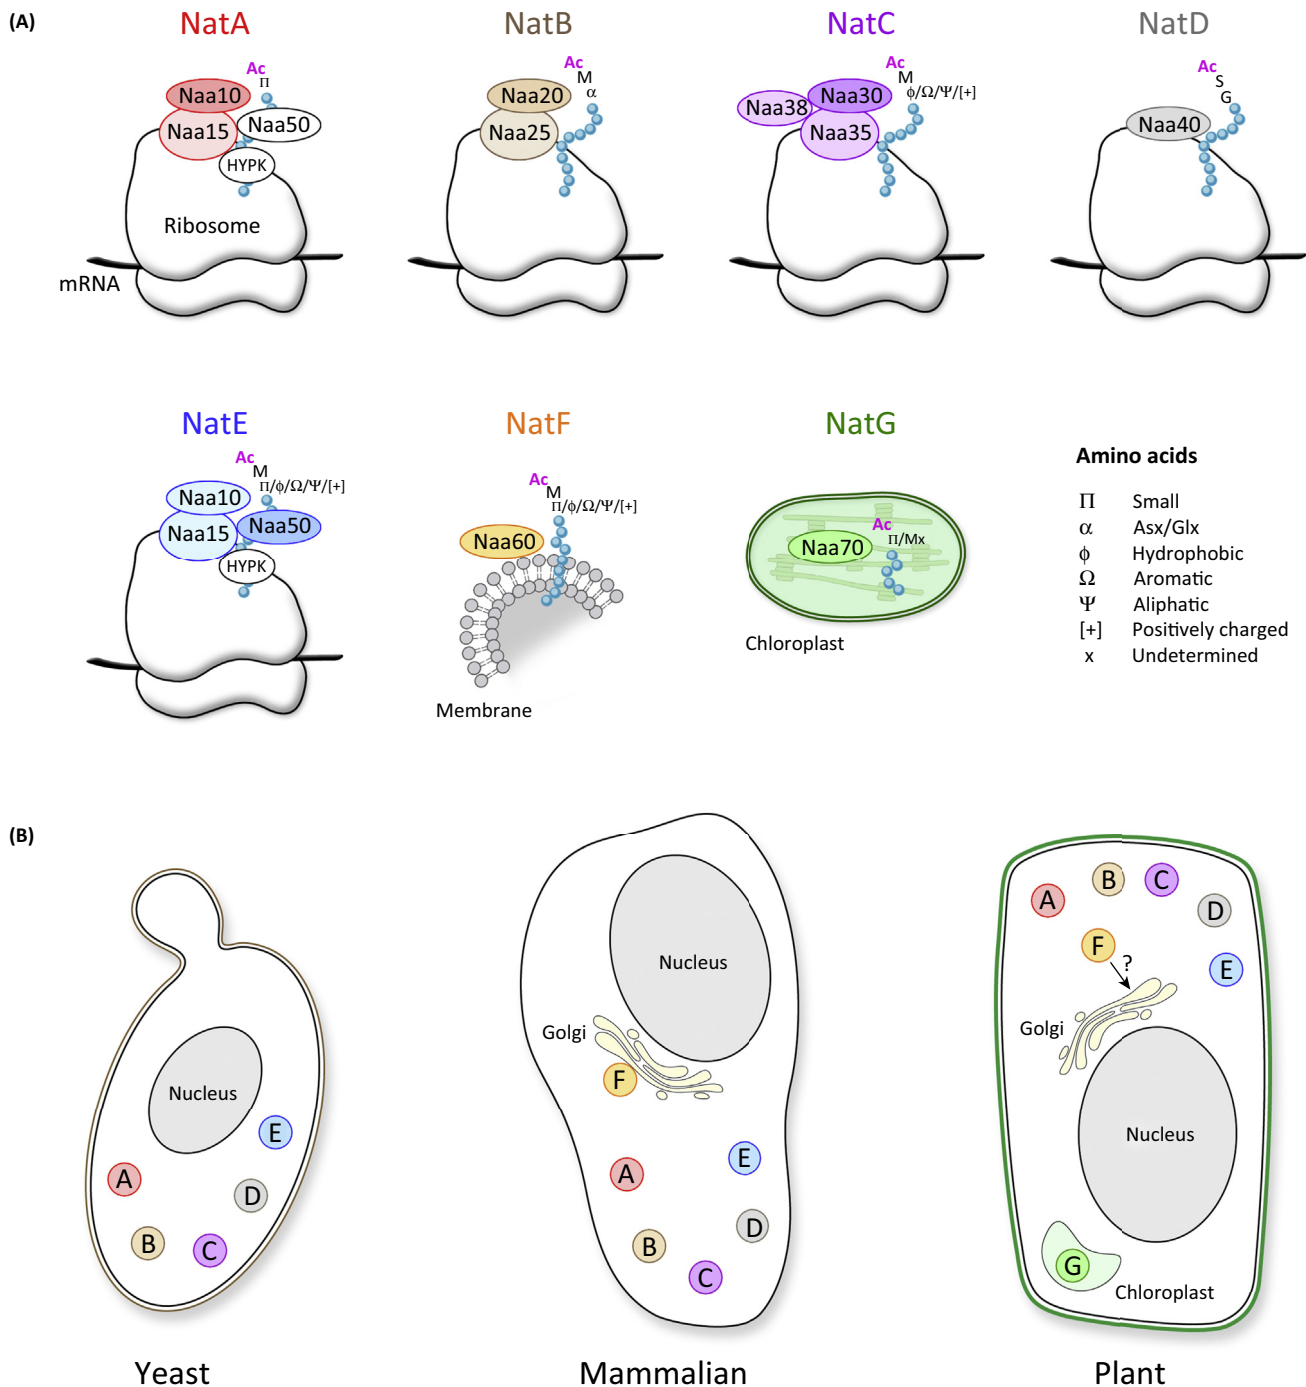 (A)
NatA
NatB
NatC
NatD
Ac
Π
Naa10
Naa15
Naa50
HYPK
Ribosome
mRNA
Ac
M
α
Naa20
Naa25
Ac
M
ϕ/Ω/Ψ/[+]
Naa38
Naa30
Naa35
Ac
S
G
Naa40
NatE
NatF
NatG
Ac
M
Π/ϕ/Ω/Ψ/[+]
Naa10
Naa15
Naa50
HYPK
Ac
M
Π/ϕ/Ω/Ψ/[+]
Naa60
Membrane
Ac
Π/Mx
Naa70
Chloroplast
Amino acids
Π Small
α Asx/Glx
ϕ Hydrophobic
Ω Aromatic
Ψ Aliphatic
[+] Positively charged
x Undetermined
(B)
Nucleus
E
A
D
B
C
Yeast
Nucleus
Golgi
F
E
A
D
B
C
Mammalian
B
C
A
D
F
?
E
Golgi
Nucleus
G
Chloroplast
Plant